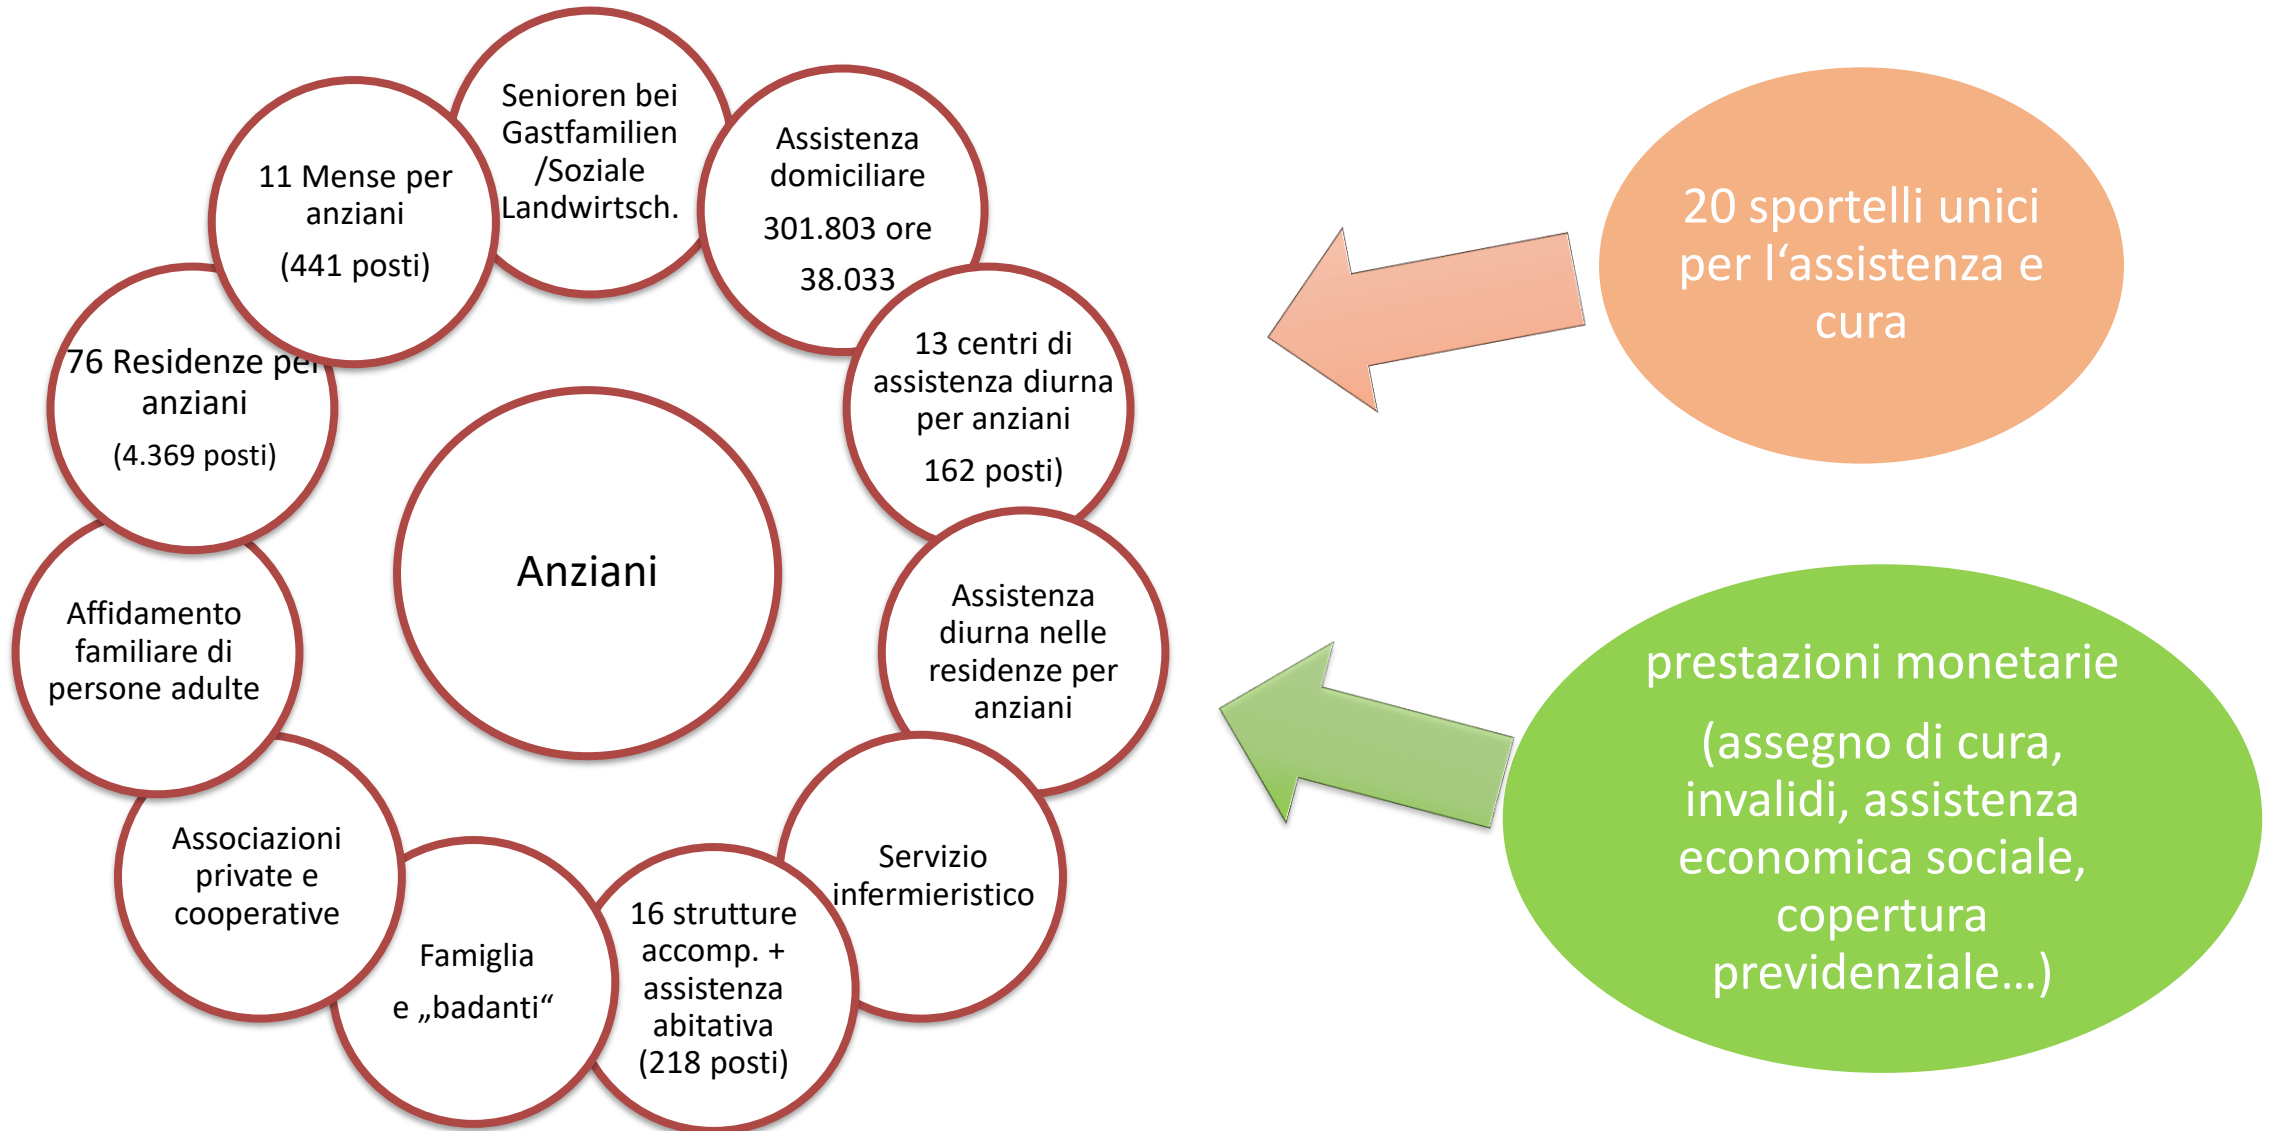 Senioren bei
Gastfamilien
/Soziale
Landwirtsch.
Assistenza
domiciliare
301.803 ore
38.033
13 centri di
assistenza diurna
per anziani
162 posti)
Assistenza
diurna nelle
residenze per
anziani
Servizio
infermieristico
16 strutture
accomp. +
assistenza
abitativa
(218 posti)
Famiglia
e „badanti“
Associazioni
private e
cooperative
Affidamento
familiare di
persone adulte
76 Residenze per
anziani
(4.369 posti)
11 Mense per
anziani
(441 posti)
Anziani
20 sportelli unici
per l‘assistenza e
cura
prestazioni monetarie
(assegno di cura,
invalidi, assistenza
economica sociale,
copertura
previdenziale…)